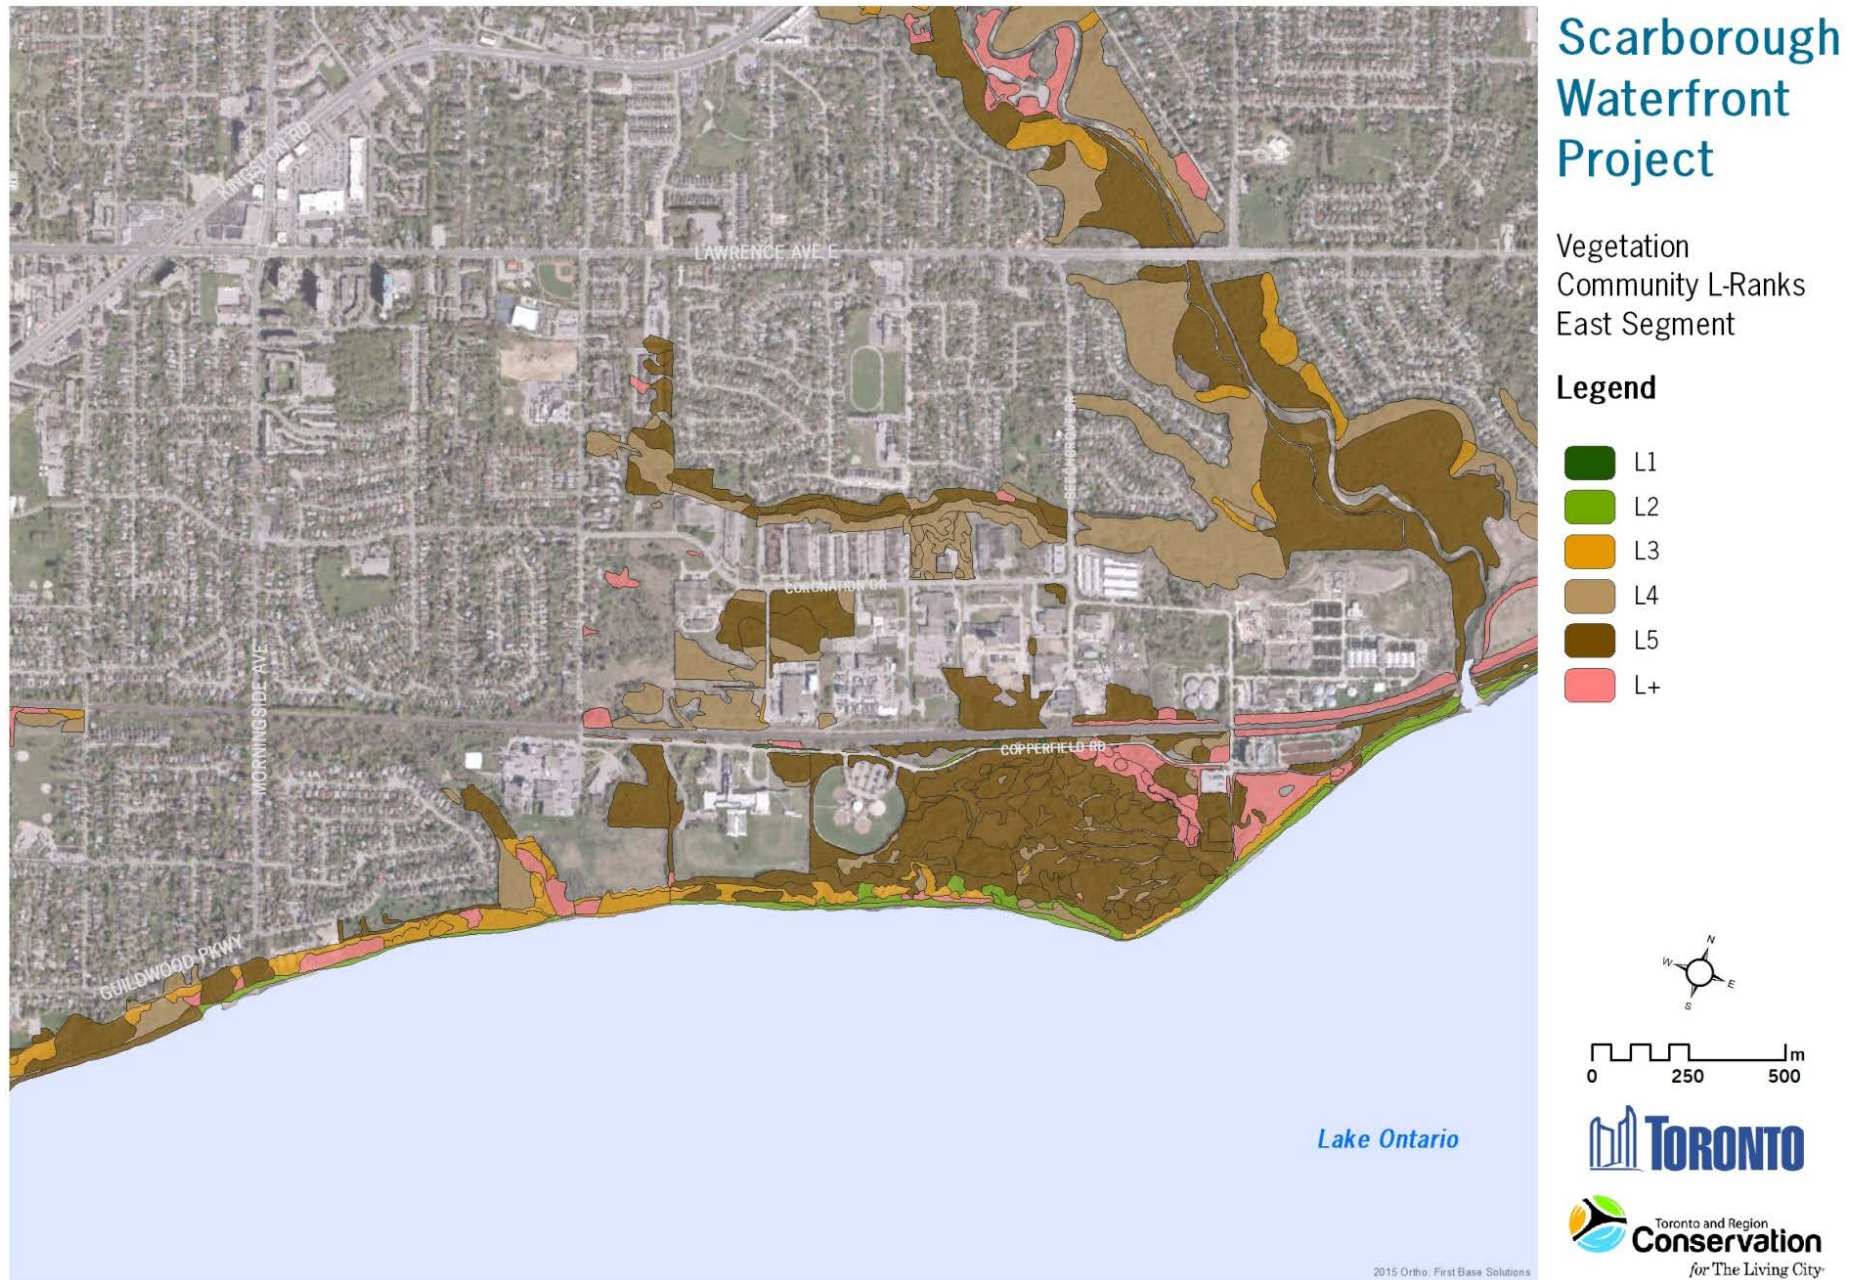 Scarborough
Waterfront
Project
Vegetation
Community L-Ranks
East Segment
Legend
L1
L2
L3
L4
L5
L+
KINGSTON RD
LAWRENCE AVE E
MORNINGSIDE AVE
CORONATION DR
COPPERFIELD RD
GUILDWOOD PKWY
Lake Ontario
2015 Ortho: First Base Solutions
N
W
E
S
m
0 250 500
TORONTO
Toronto and Region
Conservation
for The Living City